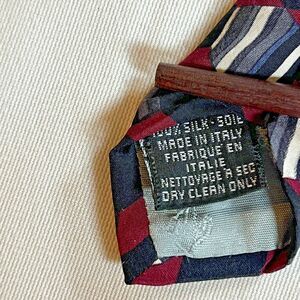 100% SILK - SOIE
MADE IN ITALY
FABRIQUÉ EN
ITALIE
NETTOYAGE À SEC
DRY CLEAN ONLY